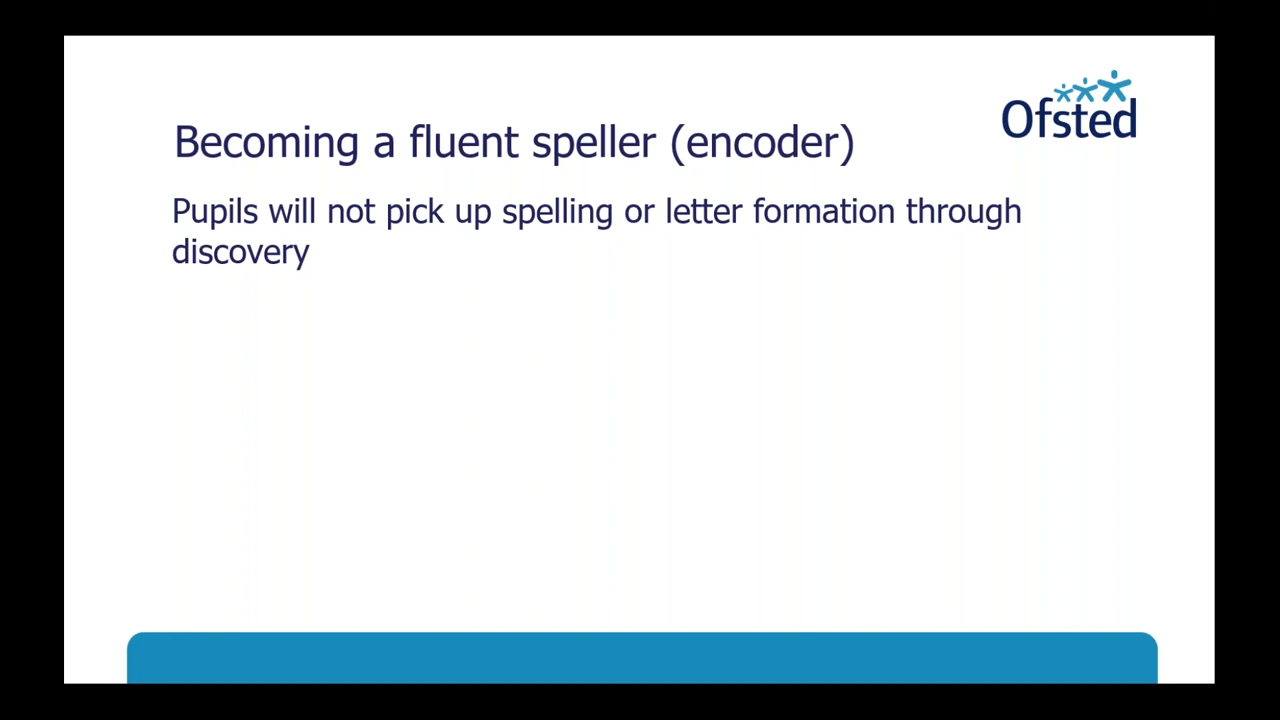 Ofsted
Becoming a fluent speller (encoder)
Pupils will not pick up spelling or letter formation through
discovery